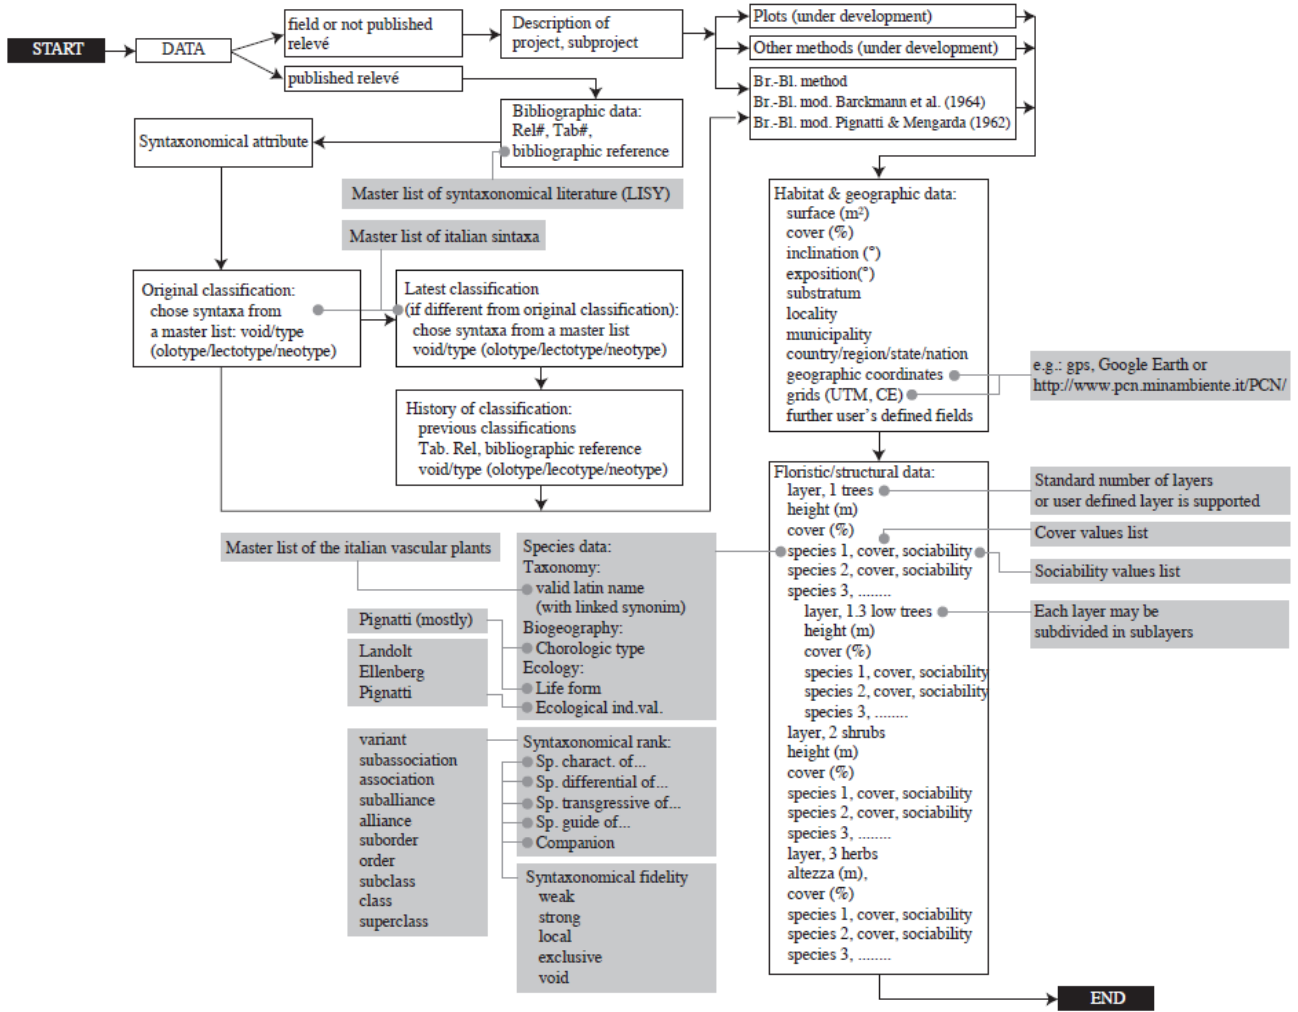 START
DATA
field or not published
relevé
published relevé
Description of
project, subproject
Plots (under development)
Other methods (under development)
Br.-Bl. method
Br.-Bl. mod. Barckmann et al. (1964)
Br.-Bl. mod. Pignatti & Mengarda (1962)
Bibliographic data:
Rel#, Tab#,
bibliographic reference
Syntaxonomical attribute
Master list of syntaxonomical literature (LISY)
Master list of italian sintaxa
Original classification:
chose syntaxa from
a master list: void/type
(olotype/lectotype/neotype)
Latest classification
(if different from original classification):
chose syntaxa from a master list
void/type (olotype/lectotype/neotype)
History of classification:
previous classifications
Tab. Rel, bibliographic reference
void/type (olotype/lecotype/neotype)
Habitat & geographic data:
surface (m²)
cover (%)
inclination (°)
exposition(°)
substratum
locality
municipality
country/region/state/nation
geographic coordinates
grids (UTM, CE)
further user's defined fields
e.g.: gps, Google Earth or
http://www.pcn.minambiente.it/PCN/
Floristic/structural data:
layer, 1 trees
height (m)
cover (%)
species 1, cover, sociability
species 2, cover, sociability
species 3, ........
layer, 1.3 low trees
height (m)
cover (%)
species 1, cover, sociability
species 2, cover, sociability
species 3, ........
layer, 2 shrubs
height (m)
cover (%)
species 1, cover, sociability
species 2, cover, sociability
species 3, ........
layer, 3 herbs
altezza (m),
cover (%)
species 1, cover, sociability
species 2, cover, sociability
species 3, ........
Standard number of layers
or user defined layer is supported
Cover values list
Sociability values list
Each layer may be
subdivided in sublayers
Master list of the italian vascular plants
Species data:
Taxonomy:
valid latin name
(with linked synonim)
Biogeography:
Chorologic type
Ecology:
Life form
Ecological ind.val.
Pignatti (mostly)
Landolt
Ellenberg
Pignatti
variant
subassociation
association
suballiance
alliance
suborder
order
subclass
class
superclass
Syntaxonomical rank:
Sp. charact. of...
Sp. differential of...
Sp. transgressive of...
Sp. guide of...
Companion
Syntaxonomical fidelity
weak
strong
local
exclusive
void
END